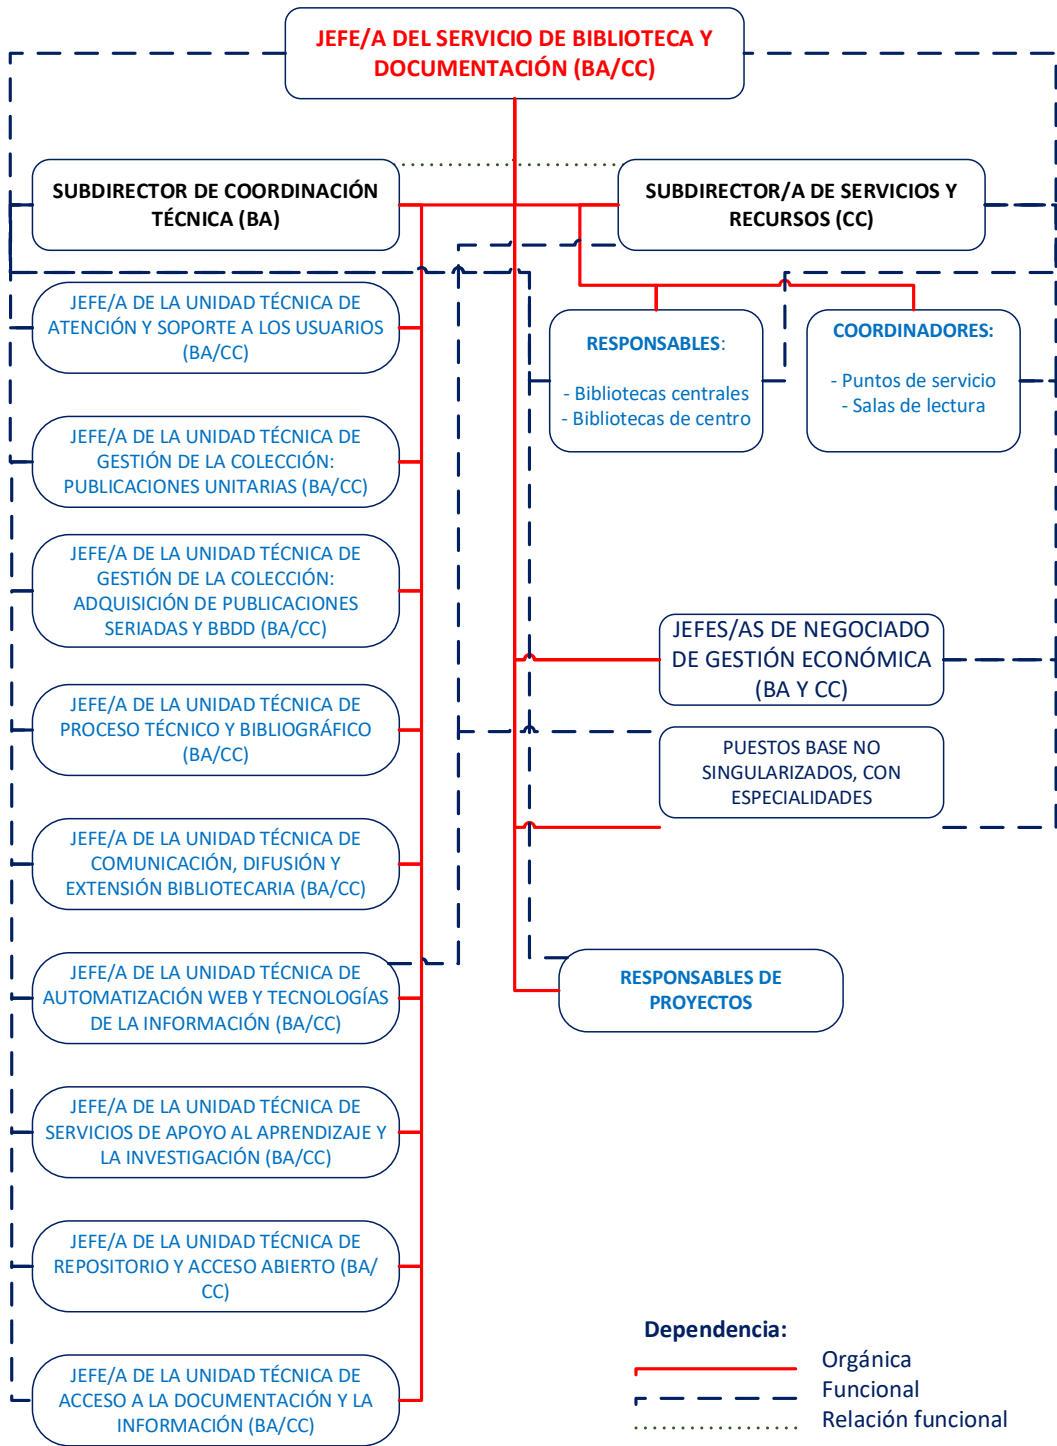 JEFE/A DEL SERVICIO DE BIBLIOTECA Y
DOCUMENTACIÓN (BA/CC)
SUBDIRECTOR DE COORDINACIÓN
TÉCNICA (BA)
SUBDIRECTOR/A DE SERVICIOS Y
RECURSOS (CC)
JEFE/A DE LA UNIDAD TÉCNICA DE
ATENCIÓN Y SOPORTE A LOS USUARIOS
(BA/CC)
RESPONSABLES:
- Bibliotecas centrales
- Bibliotecas de centro
COORDINADORES:
- Puntos de servicio
- Salas de lectura
JEFE/A DE LA UNIDAD TÉCNICA DE
GESTIÓN DE LA COLECCIÓN:
PUBLICACIONES UNITARIAS (BA/CC)
JEFE/A DE LA UNIDAD TÉCNICA DE
GESTIÓN DE LA COLECCIÓN:
ADQUISICIÓN DE PUBLICACIONES
SERIADAS Y BBDD (BA/CC)
JEFES/AS DE NEGOCIADO
DE GESTIÓN ECONÓMICA
(BA Y CC)
JEFE/A DE LA UNIDAD TÉCNICA DE
PROCESO TÉCNICO Y BIBLIOGRÁFICO
(BA/CC)
PUESTOS BASE NO
SINGULARIZADOS, CON
ESPECIALIDADES
JEFE/A DE LA UNIDAD TÉCNICA DE
COMUNICACIÓN, DIFUSIÓN Y
EXTENSIÓN BIBLIOTECARIA (BA/CC)
JEFE/A DE LA UNIDAD TÉCNICA DE
AUTOMATIZACIÓN WEB Y TECNOLOGÍAS
DE LA INFORMACIÓN (BA/CC)
RESPONSABLES DE
PROYECTOS
JEFE/A DE LA UNIDAD TÉCNICA DE
SERVICIOS DE APOYO AL APRENDIZAJE Y
LA INVESTIGACIÓN (BA/CC)
JEFE/A DE LA UNIDAD TÉCNICA DE
REPOSITORIO Y ACCESO ABIERTO (BA/
CC)
JEFE/A DE LA UNIDAD TÉCNICA DE
ACCESO A LA DOCUMENTACIÓN Y LA
INFORMACIÓN (BA/CC)
Dependencia:
Orgánica
Funcional
Relación funcional